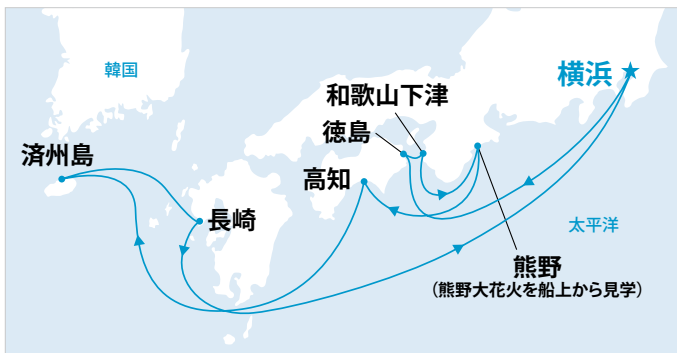 韓国
横浜
和歌山下津
徳島
済州島
高知
長崎
太平洋
熊野
(熊野大花火を船上から見学)